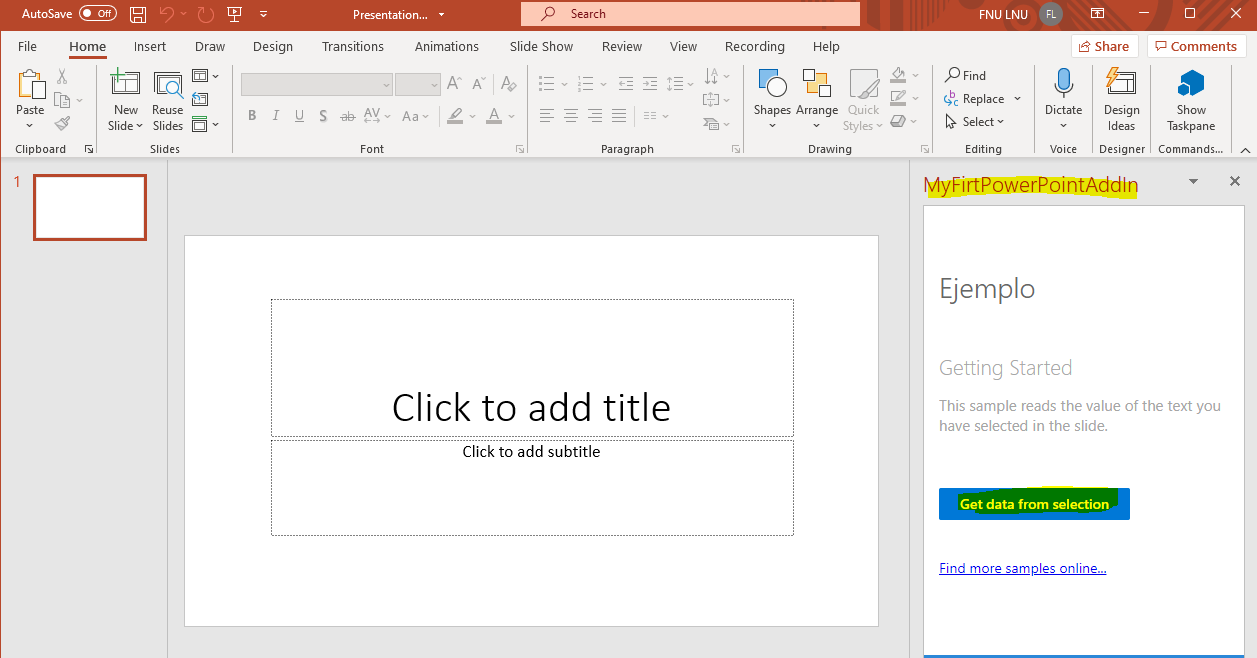 AutoSave Off Presentation... Search FNU LNU FL
File Home Insert Draw Design Transitions Animations Slide Show Review View Recording Help Share Comments
Paste
Clipboard
New Slide
Reuse Slides
Slides
B I U S ab AV Aa A
Font
Paragraph
Shapes
Arrange
Quick Styles
Drawing
Find
Replace
Select
Editing
Dictate
Voice
Design Ideas
Designer
Show Taskpane
Commands...
1
Click to add title
Click to add subtitle
MyFirtPowerPointAddIn
Ejemplo
Getting Started
This sample reads the value of the text you
have selected in the slide.
Get data from selection
Find more samples online...